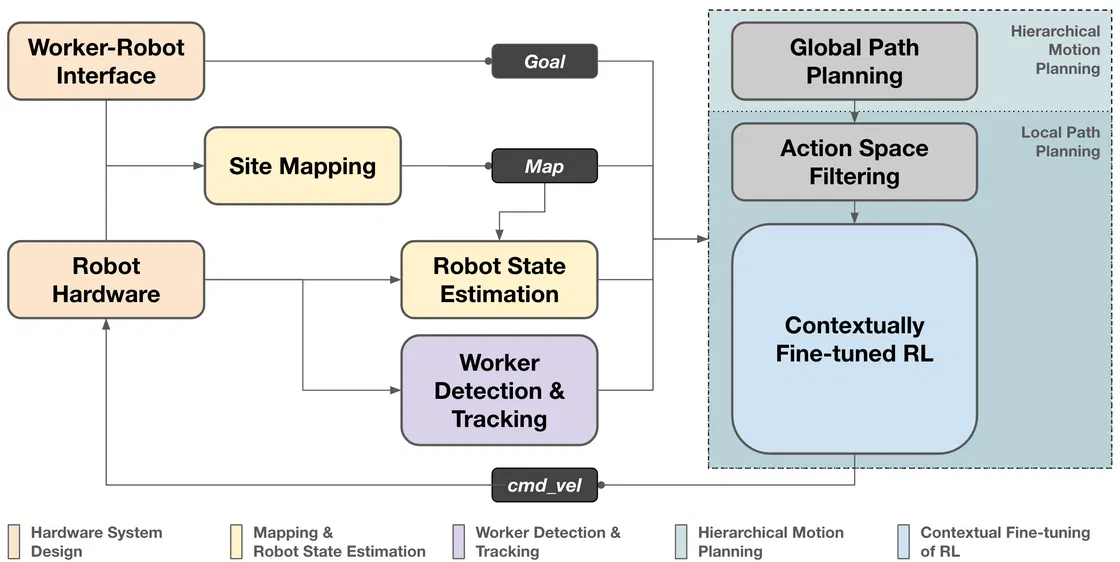 Worker-Robot
Interface
Goal
Global Path
Planning
Hierarchical
Motion
Planning
Site Mapping
Map
Action Space
Filtering
Local Path
Planning
Robot
Hardware
Robot State
Estimation
Contextually
Fine-tuned RL
Worker
Detection &
Tracking
cmd_vel
Hardware System
Design
Mapping &
Robot State Estimation
Worker Detection &
Tracking
Hierarchical Motion
Planning
Contextual Fine-tuning
of RL